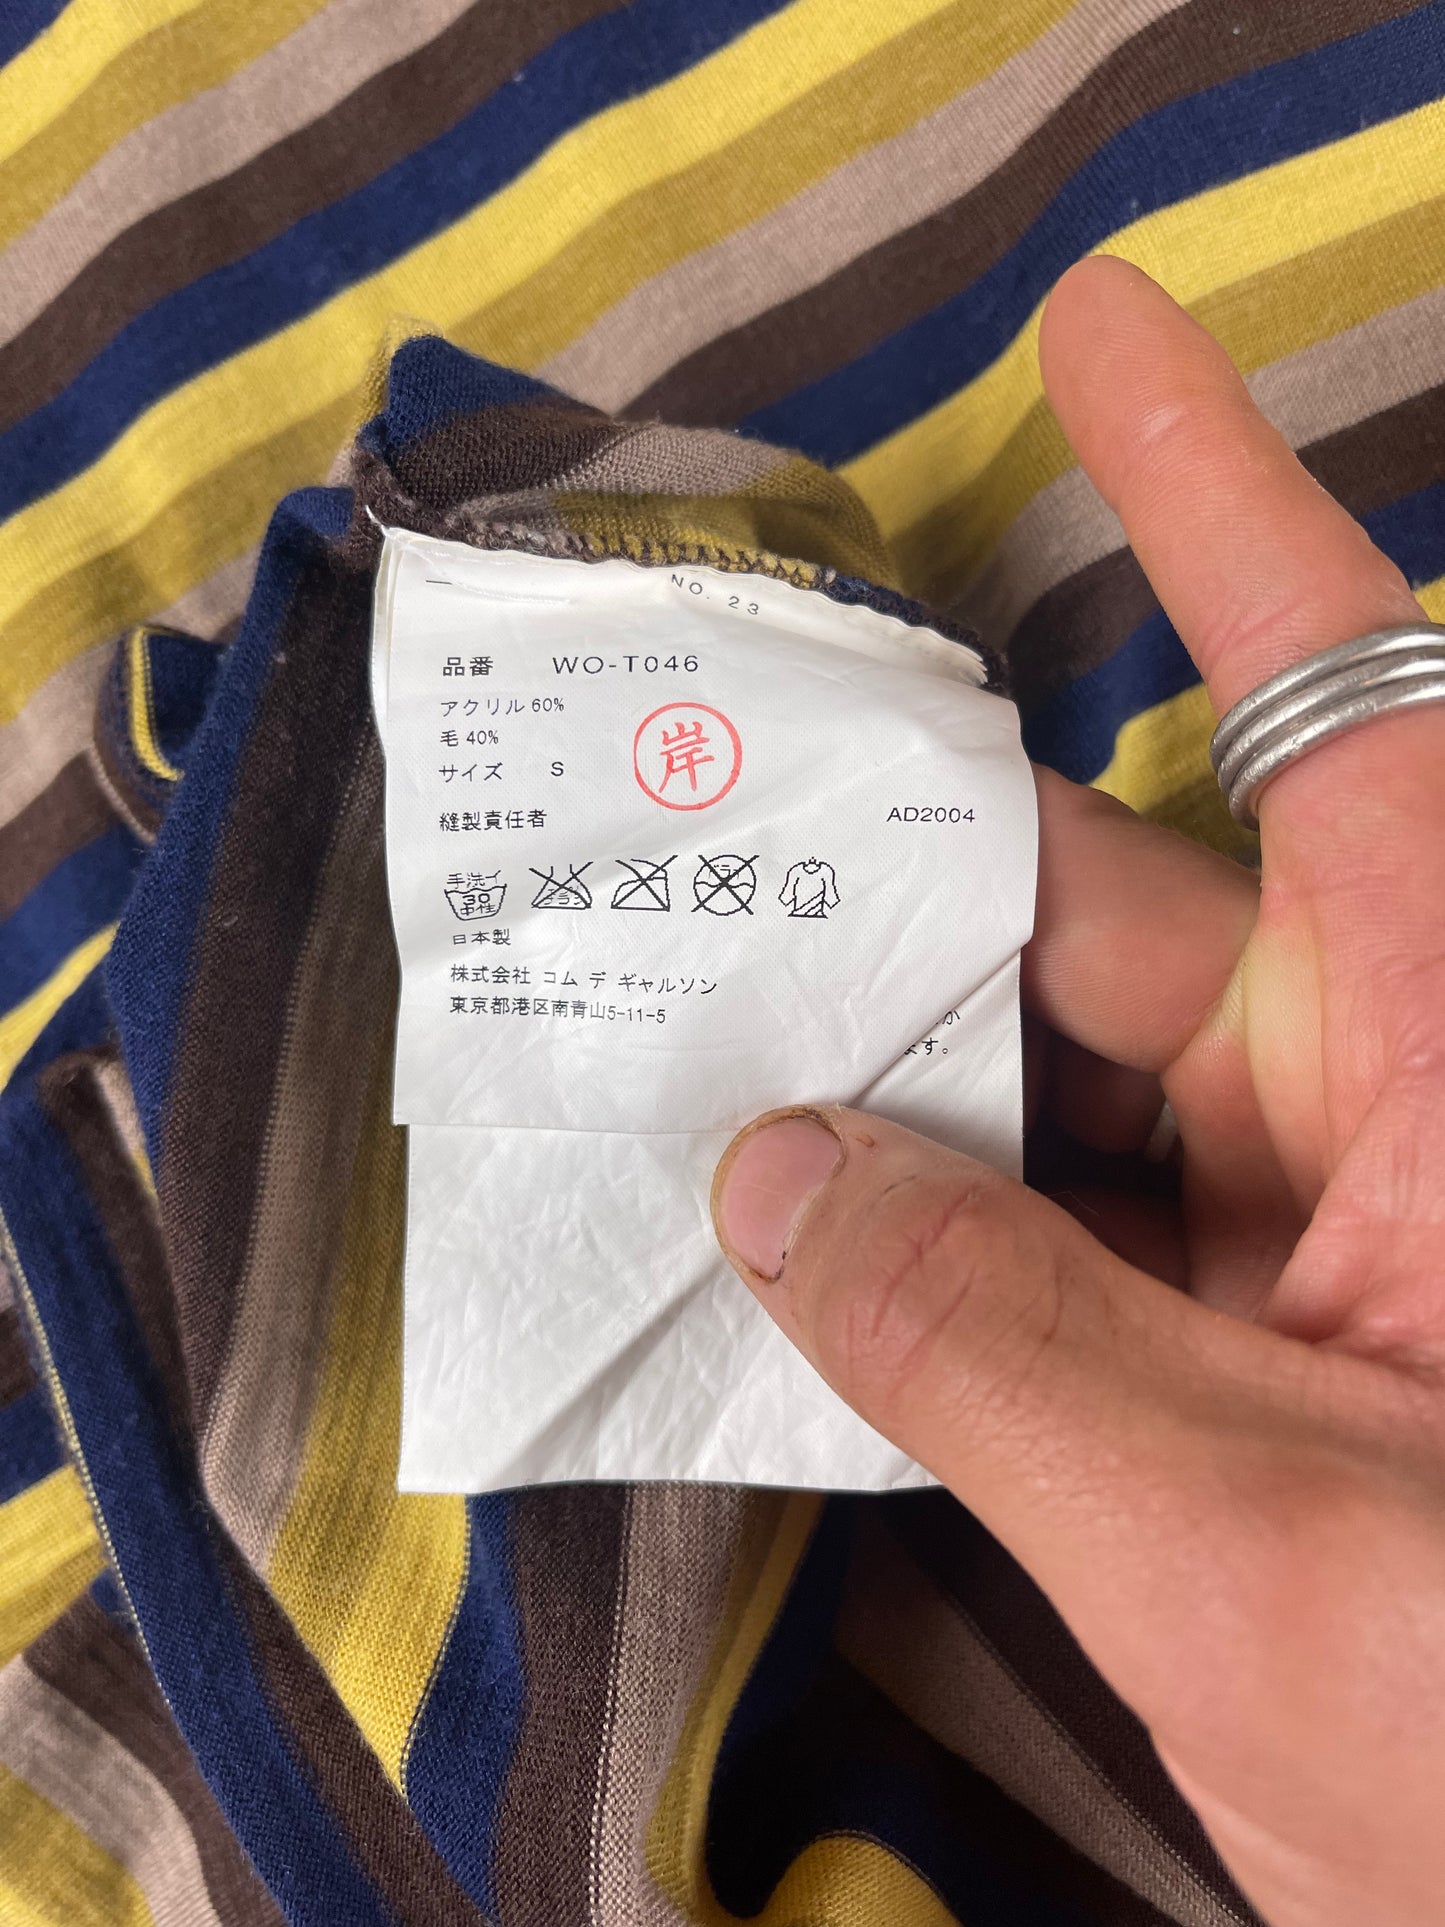 NO. 23
品番 WO-T046
アクリル 60%
毛 40%
サイズ S
岸
縫製責任者
AD2004
手洗イ
30
中性
日本製
株式会社 コム デ ギャルソン
東京都港区南青山5-11-5
か
ます。